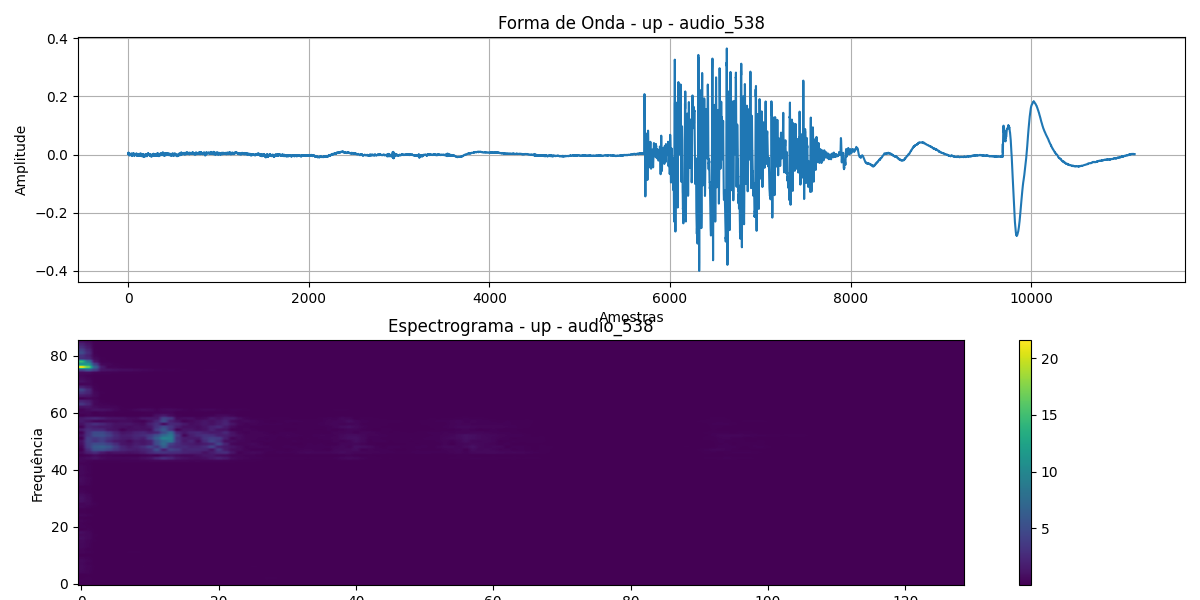 Forma de Onda - up - audio_538
Amplitude
0.4
0.2
0.0
−0.2
−0.4
0 2000 4000 6000 8000 10000
Amostras
Espectrograma - up - audio_538
Frequência
80
60
40
20
0
0 20 40 60 80 100 120
20
15
10
5